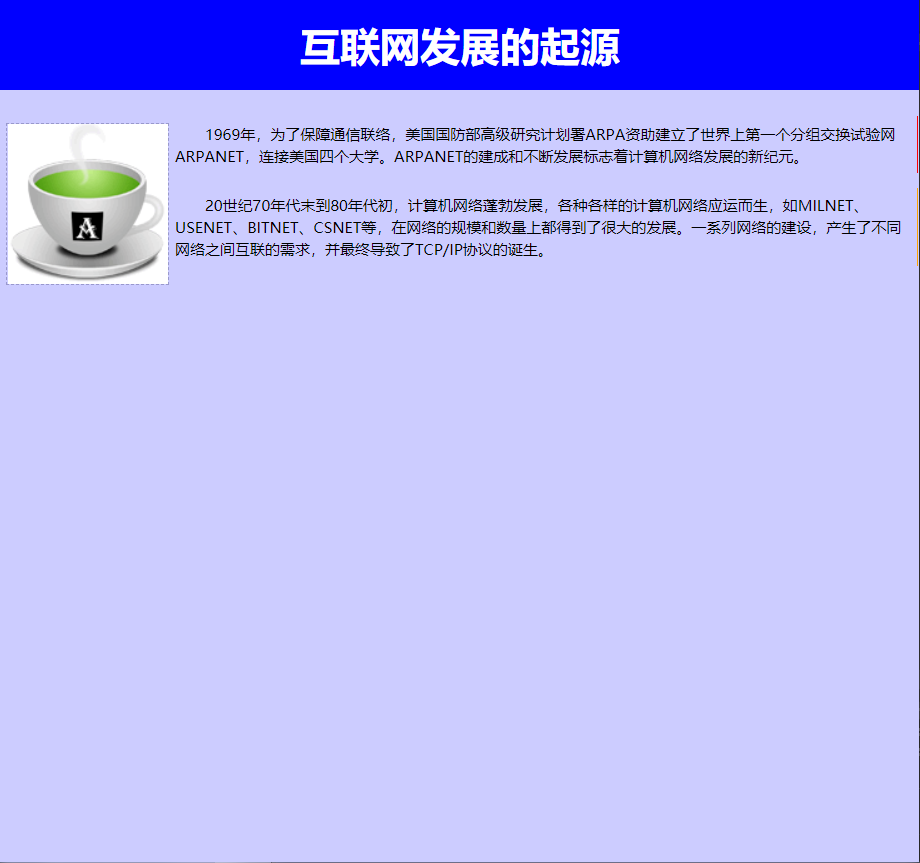 互联网发展的起源
1969年，为了保障通信联络，美国国防部高级研究计划署ARPA资助建立了世界上第一个分组交换试验网
ARPANET，连接美国四个大学。ARPANET的建成和不断发展标志着计算机网络发展的新纪元。
20世纪70年代末到80年代初，计算机网络蓬勃发展，各种各样的计算机网络应运而生，如MILNET、
USENET、BITNET、CSNET等，在网络的规模和数量上都得到了很大的发展。一系列网络的建设，产生了不同
网络之间互联的需求，并最终导致了TCP/IP协议的诞生。
A